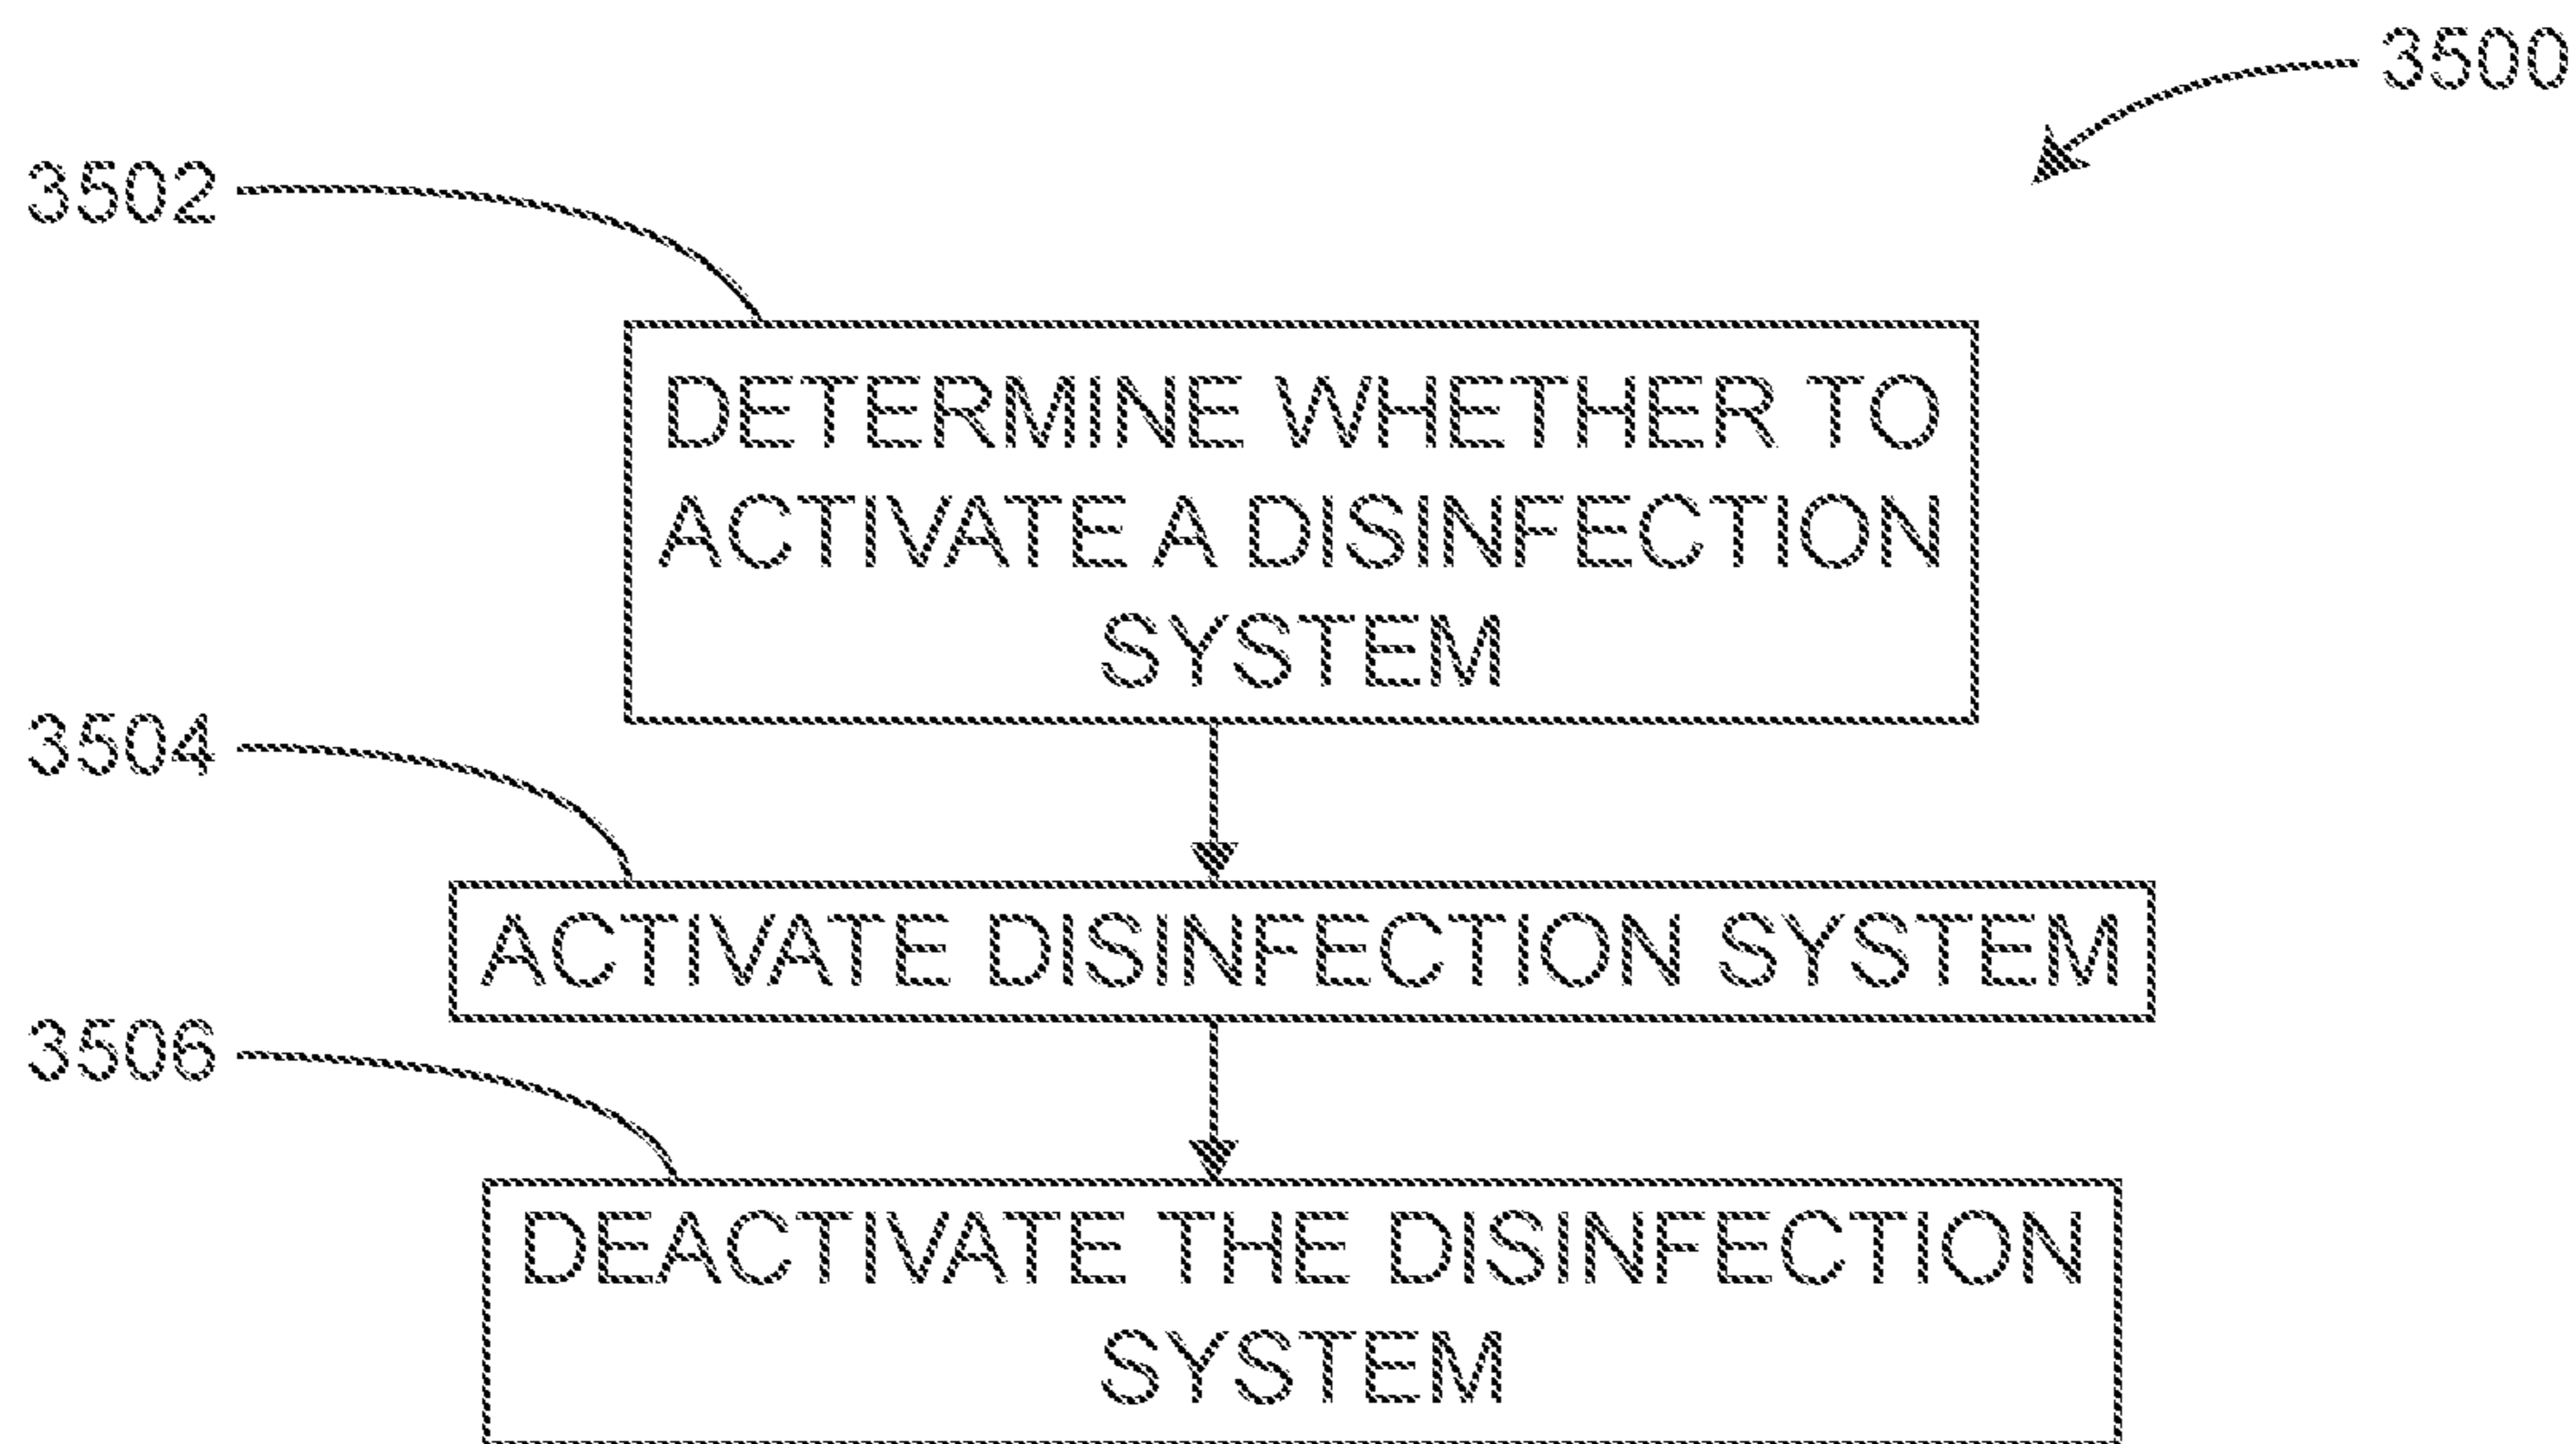 3500
3502
DETERMINE WHETHER TO
ACTIVATE A DISINFECTION
SYSTEM
3504
ACTIVATE DISINFECTION SYSTEM
3506
DEACTIVATE THE DISINFECTION
SYSTEM